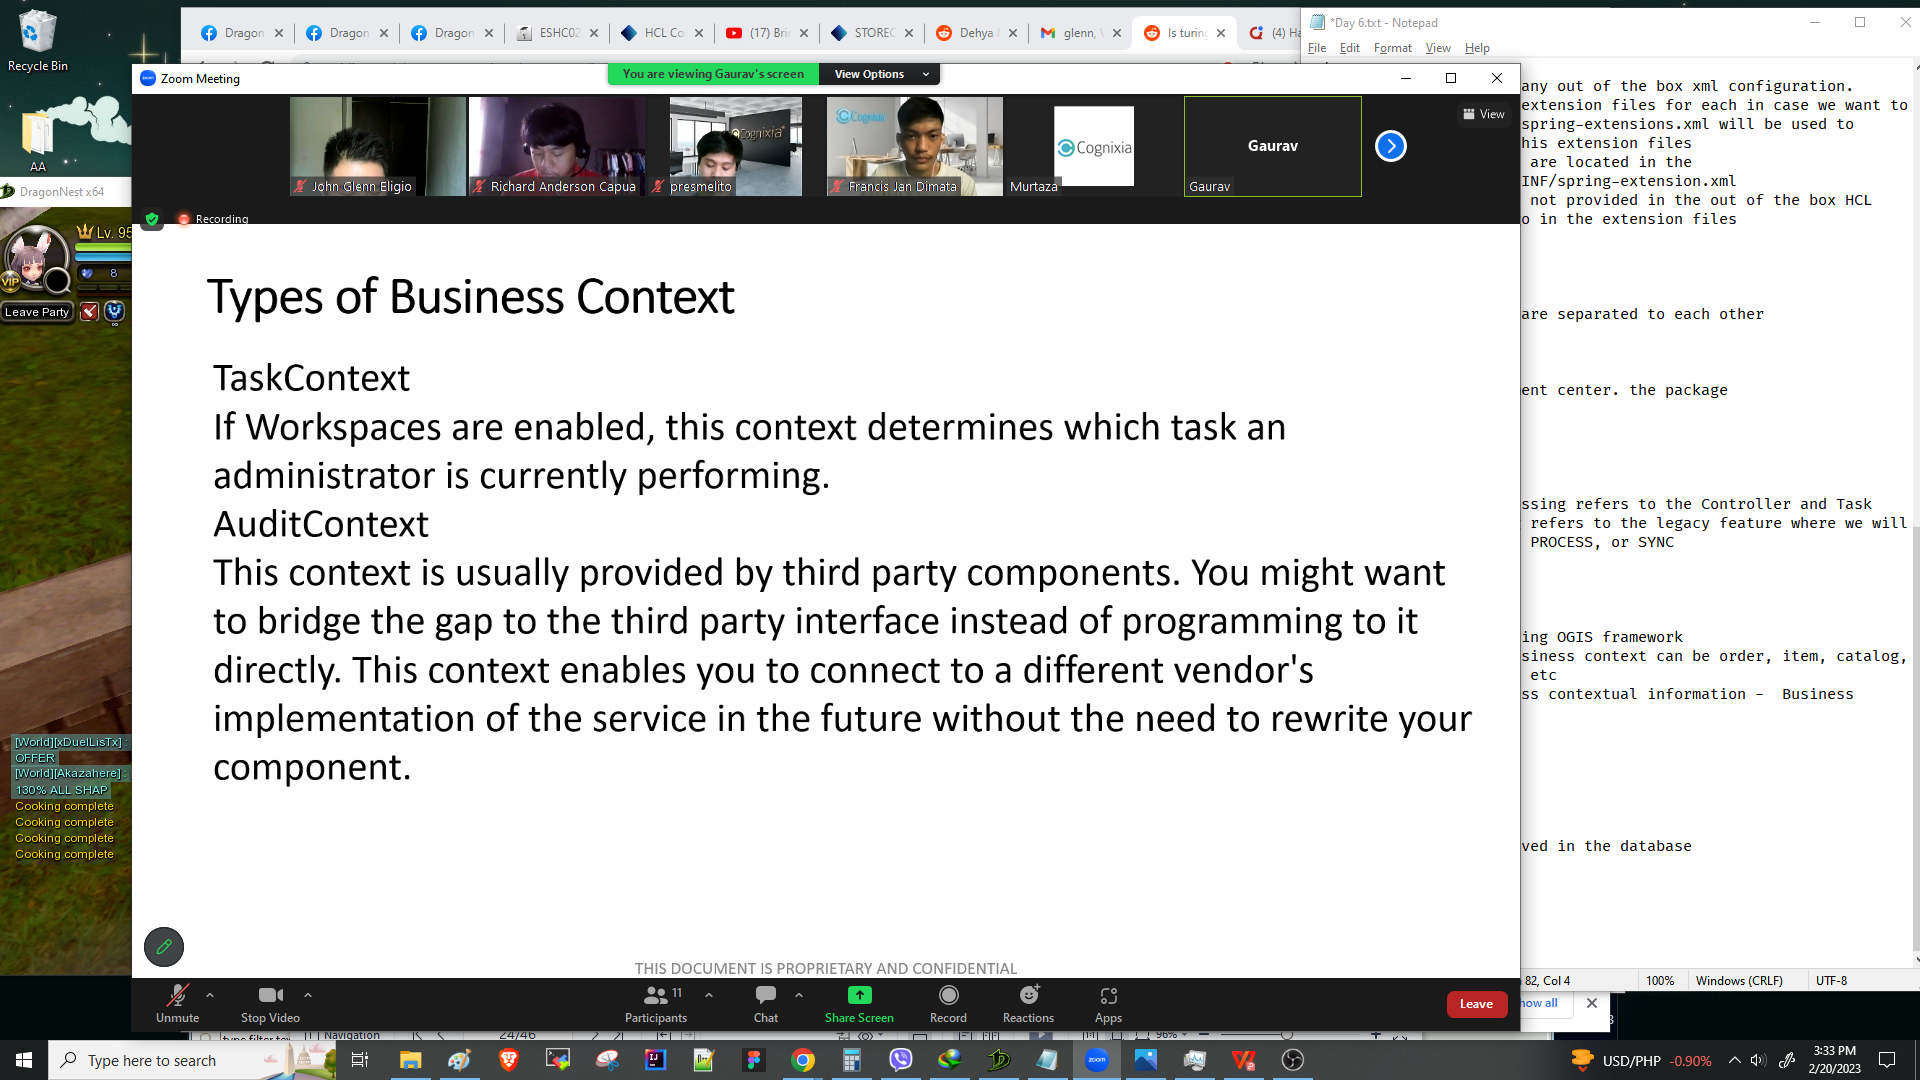 Recycle Bin
AA
DragonNest x64
Lv. 95
8
VIP
Leave Party
[World][xDuelLisTx] :
OFFER
[World][Akazahere] :
130% ALL SHAP
Cooking complete
Cooking complete
Cooking complete
Cooking complete
Dragon
Dragon
Dragon
ESHC02
HCL Co
(17) Bri
STOREC
Dehya
glenn,
Is turing
(4) Ha
*Day 6.txt - Notepad
File Edit Format View Help
any out of the box xml configuration.
extension files for each in case we want to
spring-extensions.xml will be used to
his extension files
are located in the
INF/spring-extension.xml
not provided in the out of the box HCL
o in the extension files
are separated to each other
ent center. the package
ssing refers to the Controller and Task
refers to the legacy feature where we will
PROCESS, or SYNC
ing OGIS framework
siness context can be order, item, catalog,
etc
ss contextual information - Business
ved in the database
82, Col 4
100%
Windows (CRLF)
UTF-8
Zoom Meeting
You are viewing Gaurav's screen
View Options
View
John Glenn Eligio
Richard Anderson Capua
Cognixia
presmelito
Cognixia
Francis Jan Dimata
Cognixia
Murtaza
Gaurav
Gaurav
Recording
Types of Business Context
TaskContext
If Workspaces are enabled, this context determines which task an
administrator is currently performing.
AuditContext
This context is usually provided by third party components. You might want
to bridge the gap to the third party interface instead of programming to it
directly. This context enables you to connect to a different vendor's
implementation of the service in the future without the need to rewrite your
component.
THIS DOCUMENT IS PROPRIETARY AND CONFIDENTIAL
Unmute
Stop Video
11
Participants
Chat
Share Screen
Record
Reactions
Apps
Leave
how all
Navigation
24/46
96%
Type here to search
zoom
USD/PHP -0.90%
3:33 PM
2/20/2023